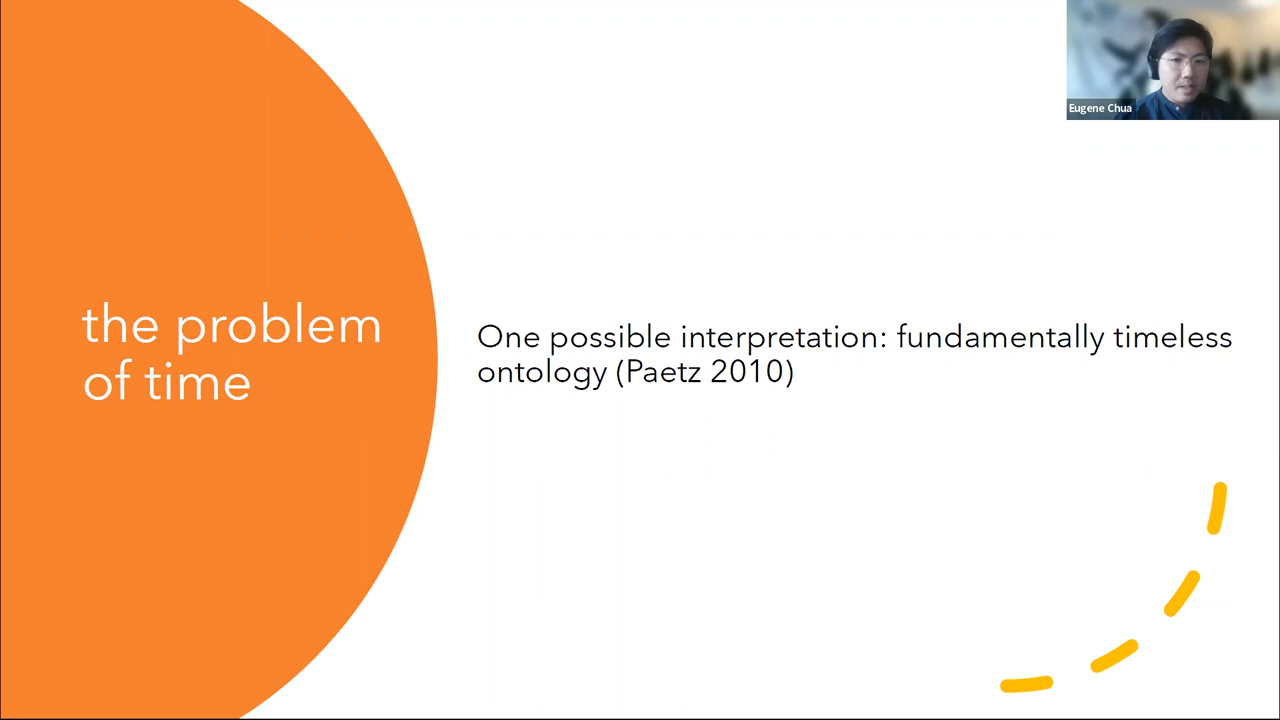 the problem
of time
One possible interpretation: fundamentally timeless
ontology (Paetz 2010)
Eugene Chua